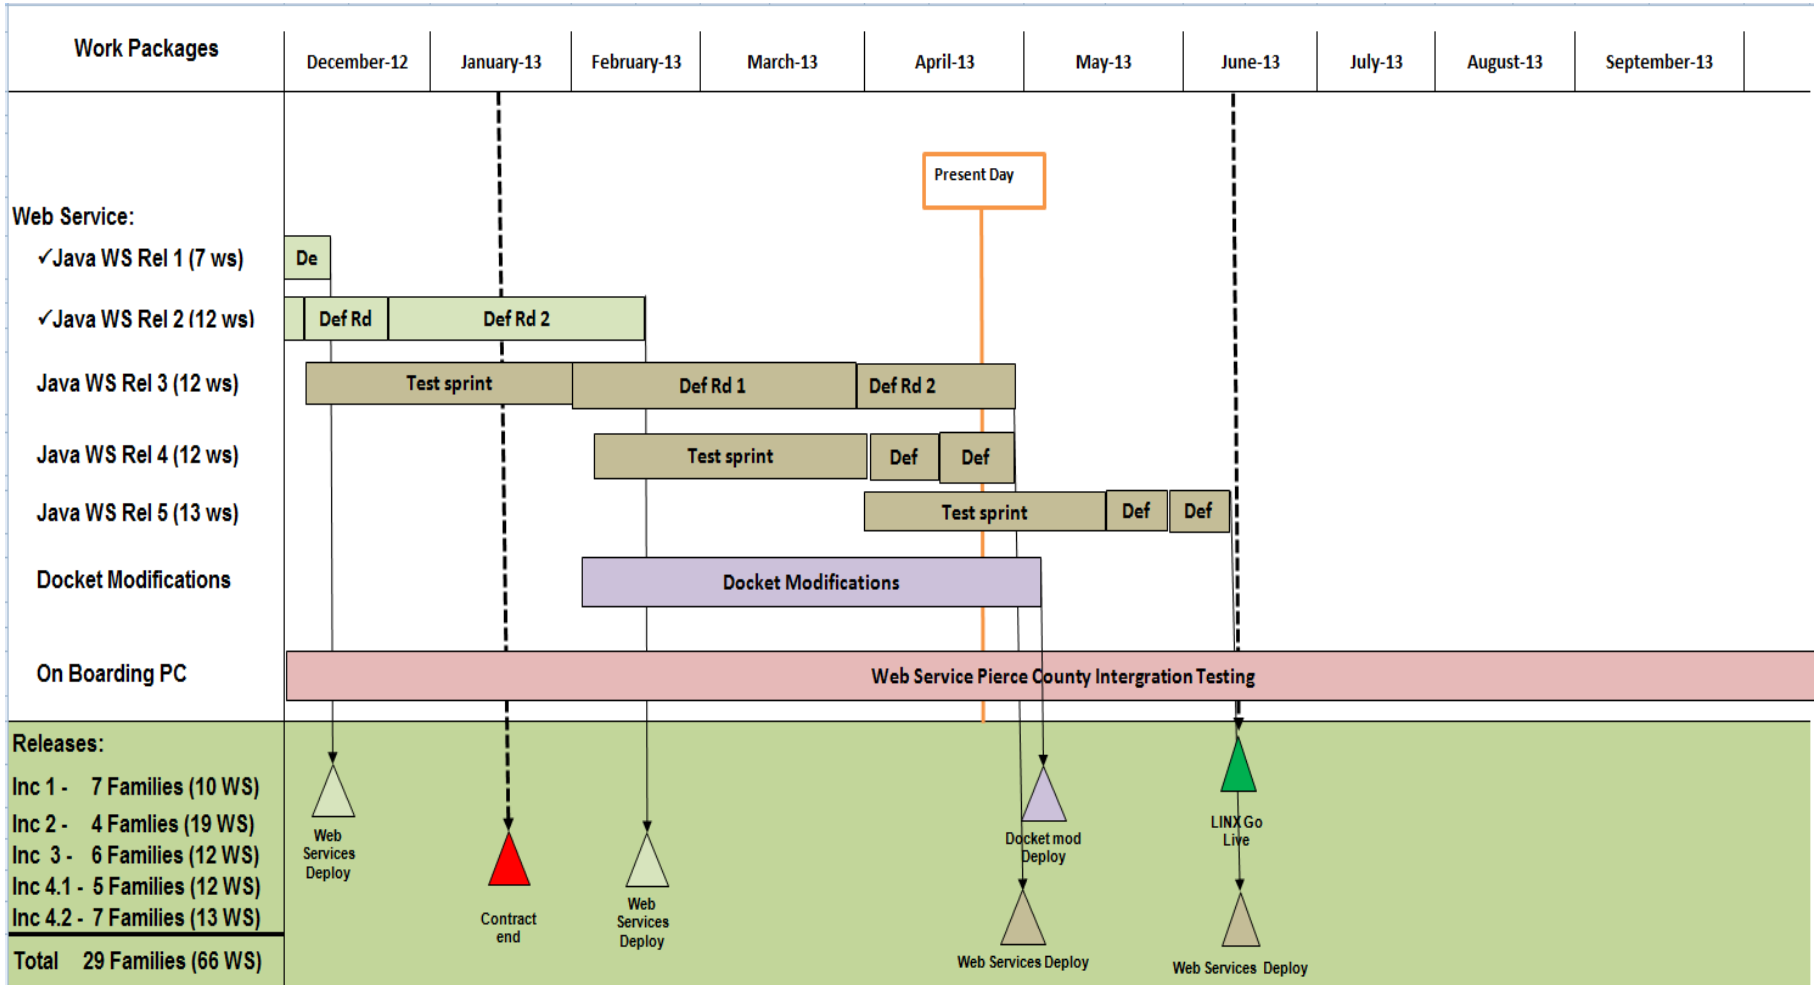 Work Packages
December-12 January-13 February-13 March-13 April-13 May-13 June-13 July-13 August-13 September-13
Present Day
Web Service:
✓Java WS Rel 1 (7 ws)
De
✓Java WS Rel 2 (12 ws)
Def Rd
Def Rd 2
Java WS Rel 3 (12 ws)
Test sprint
Def Rd 1
Def Rd 2
Java WS Rel 4 (12 ws)
Test sprint
Def
Def
Java WS Rel 5 (13 ws)
Test sprint
Def
Def
Docket Modifications
Docket Modifications
On Boarding PC
Web Service Pierce County Intergration Testing
Releases:
Inc 1 - 7 Families (10 WS)
Inc 2 - 4 Famlies (19 WS)
Inc 3 - 6 Families (12 WS)
Inc 4.1 - 5 Families (12 WS)
Inc 4.2 - 7 Families (13 WS)
Total 29 Families (66 WS)
Web
Services
Deploy
Contract
end
Web
Services
Deploy
Docket mod
Deploy
Web Services Deploy
LINX Go
Live
Web Services Deploy